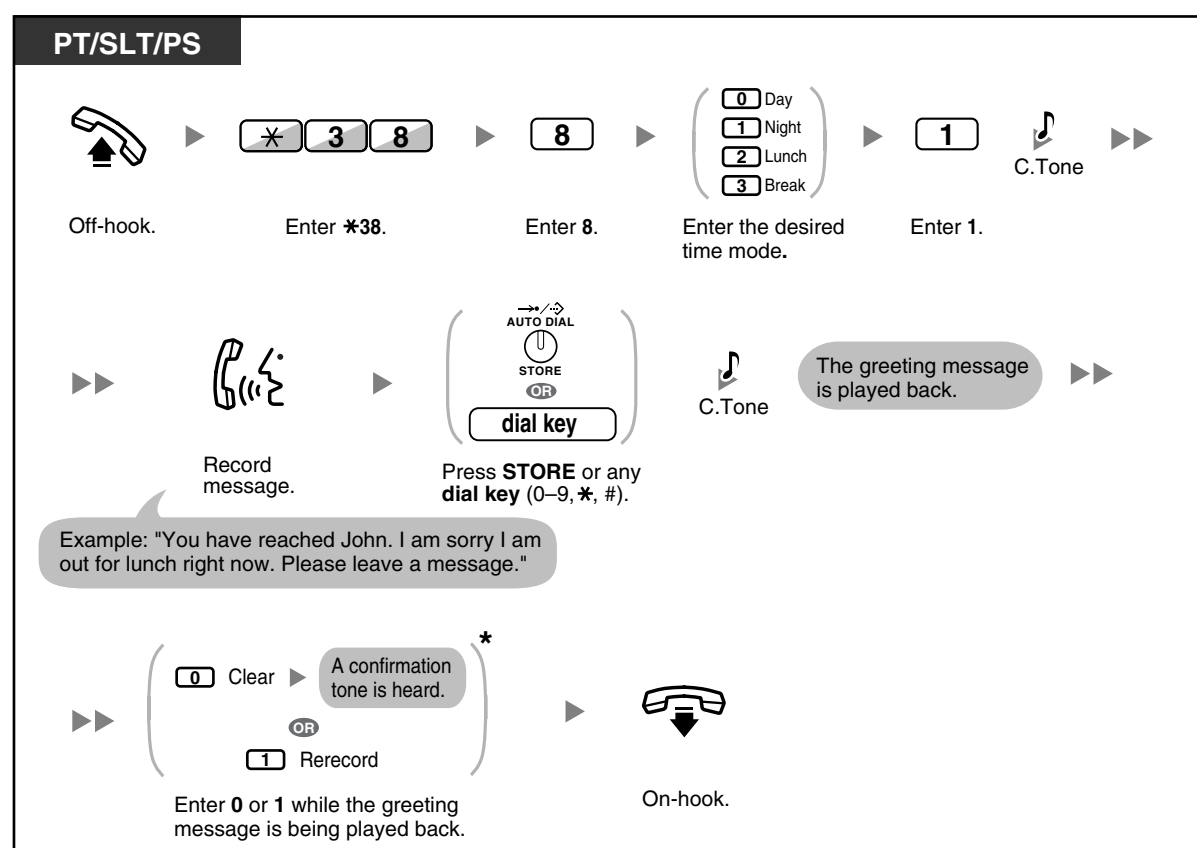 PT/SLT/PS
0 Day
1 Night
2 Lunch
3 Break
* 3 8
8
1
C.Tone
Off-hook.
Enter *38.
Enter 8.
Enter the desired
time mode.
Enter 1.
AUTO DIAL
STORE
OR
dial key
C.Tone
The greeting message
is played back.
Record
message.
Press STORE or any
dial key (0–9, *, #).
Example: "You have reached John. I am sorry I am
out for lunch right now. Please leave a message."
*
0 Clear
A confirmation
tone is heard.
OR
1 Rerecord
Enter 0 or 1 while the greeting
message is being played back.
On-hook.